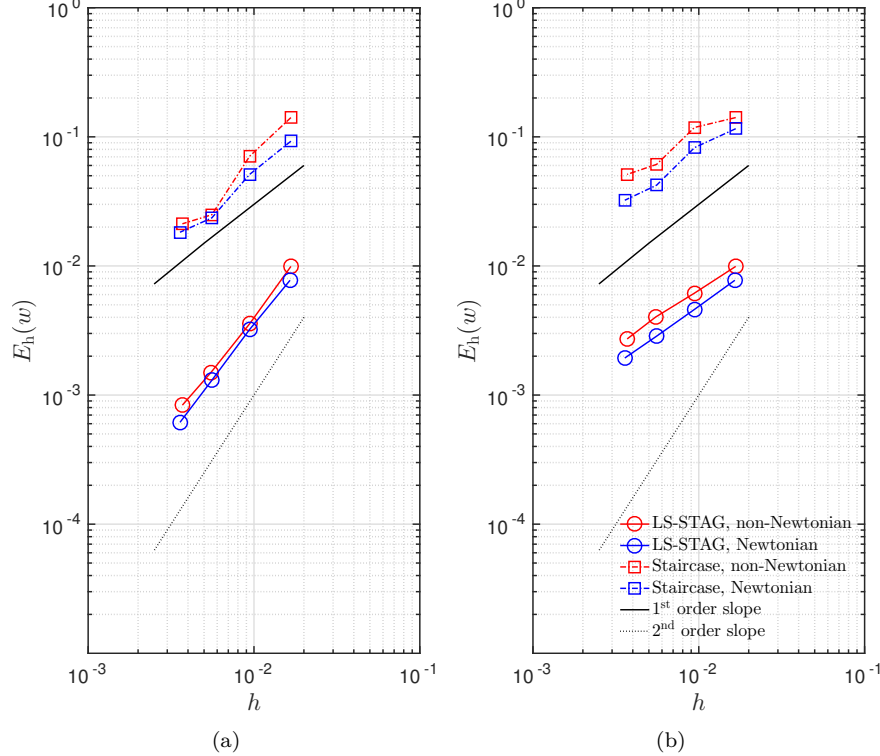 10^0
10^-1
10^-2
10^-3
10^-4
E_h(w)
10^-3
10^-2
10^-1
h
(a)
10^0
10^-1
10^-2
10^-3
10^-4
E_h(w)
LS-STAG, non-Newtonian
LS-STAG, Newtonian
Staircase, non-Newtonian
Staircase, Newtonian
1^st order slope
2^nd order slope
10^-3
10^-2
10^-1
h
(b)